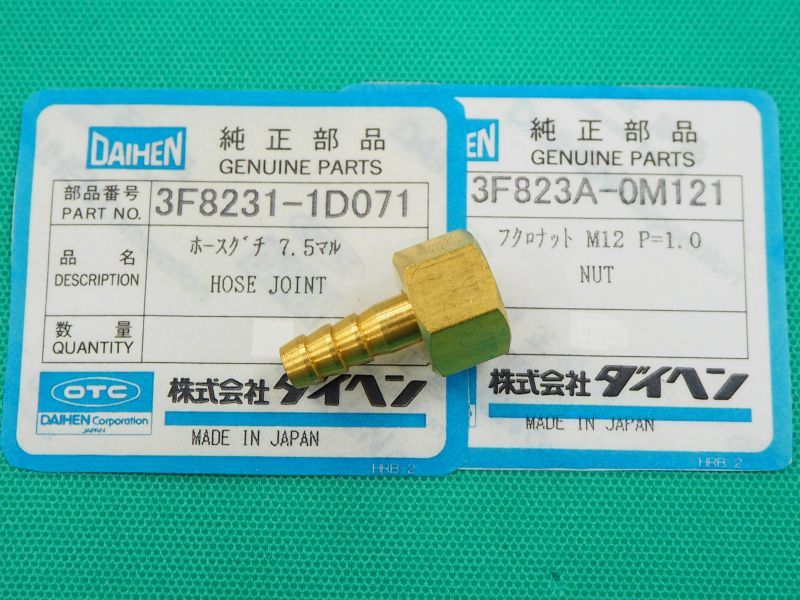 DAIHEN
純正部品
GENUINE PARTS
部品番号
PART NO.
3F8231-1D071
品名
DESCRIPTION
ホースグチ 7.5マル
HOSE JOINT
数量
QUANTITY
OTC
DAIHEN Corporation
JAPAN
株式会社ダイヘン
MADE IN JAPAN
HRB 2
EN
純正部品
GENUINE PARTS
3F823A-0M121
フクロナット M12 P=1.0
NUT
株式会社ダイヘン
MADE IN JAPAN
HRB 2